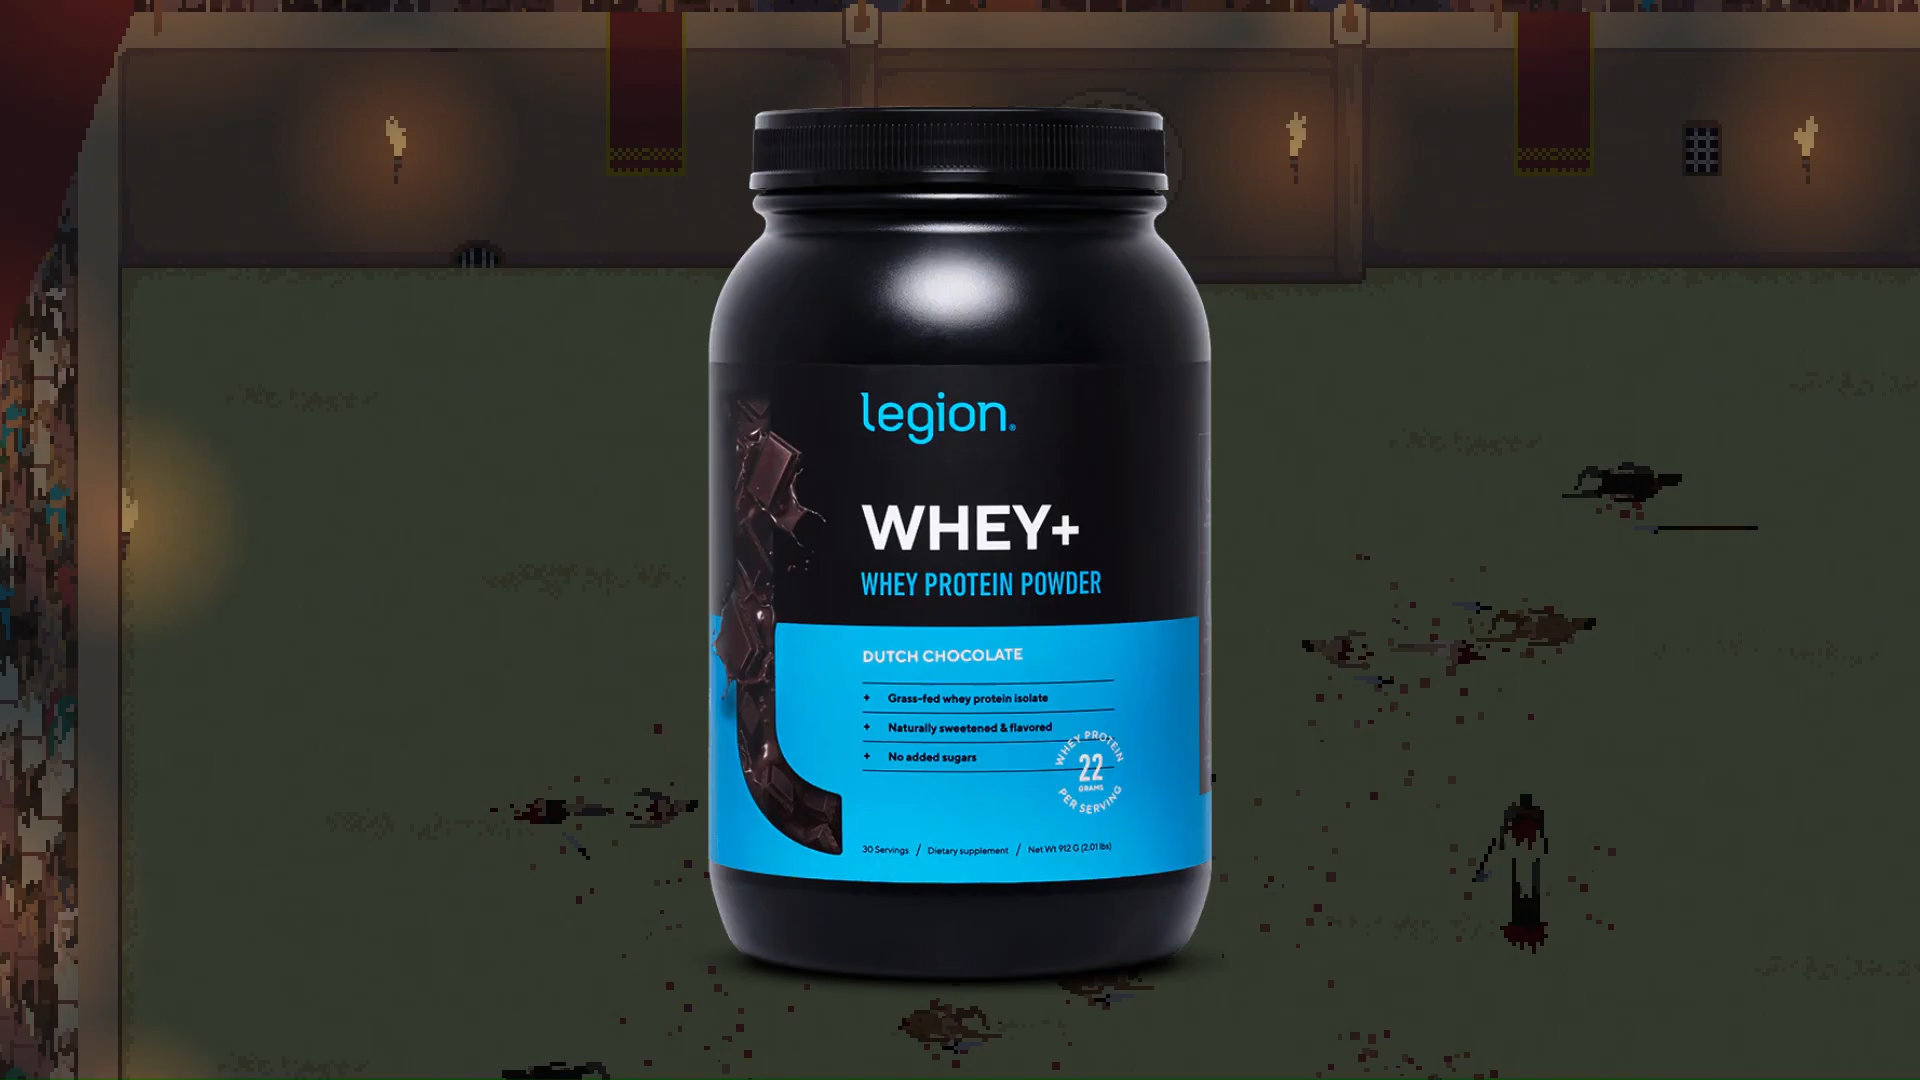 legion.®
WHEY+
WHEY PROTEIN POWDER
DUTCH CHOCOLATE
+ Grass-fed whey protein isolate
+ Naturally sweetened & flavored
+ No added sugars
WHEY PROTEIN
22
GRAMS
PER SERVING
30 Servings / Dietary supplement / Net Wt 912 G (2.01 lbs)